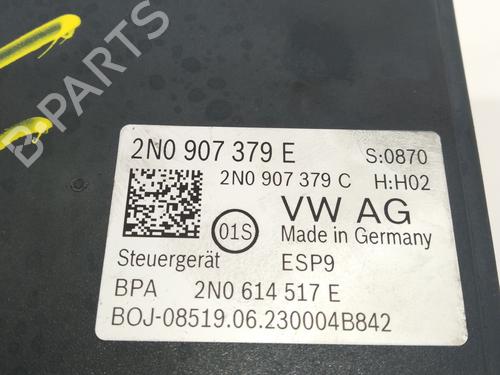 2N0 907 379 E S:0870
2N0 907 379 C H:H02
01S VW AG
Made in Germany
Steuergerät ESP9
BPA 2N0 614 517 E
BOJ-08519.06.230004B842
B-PARTS